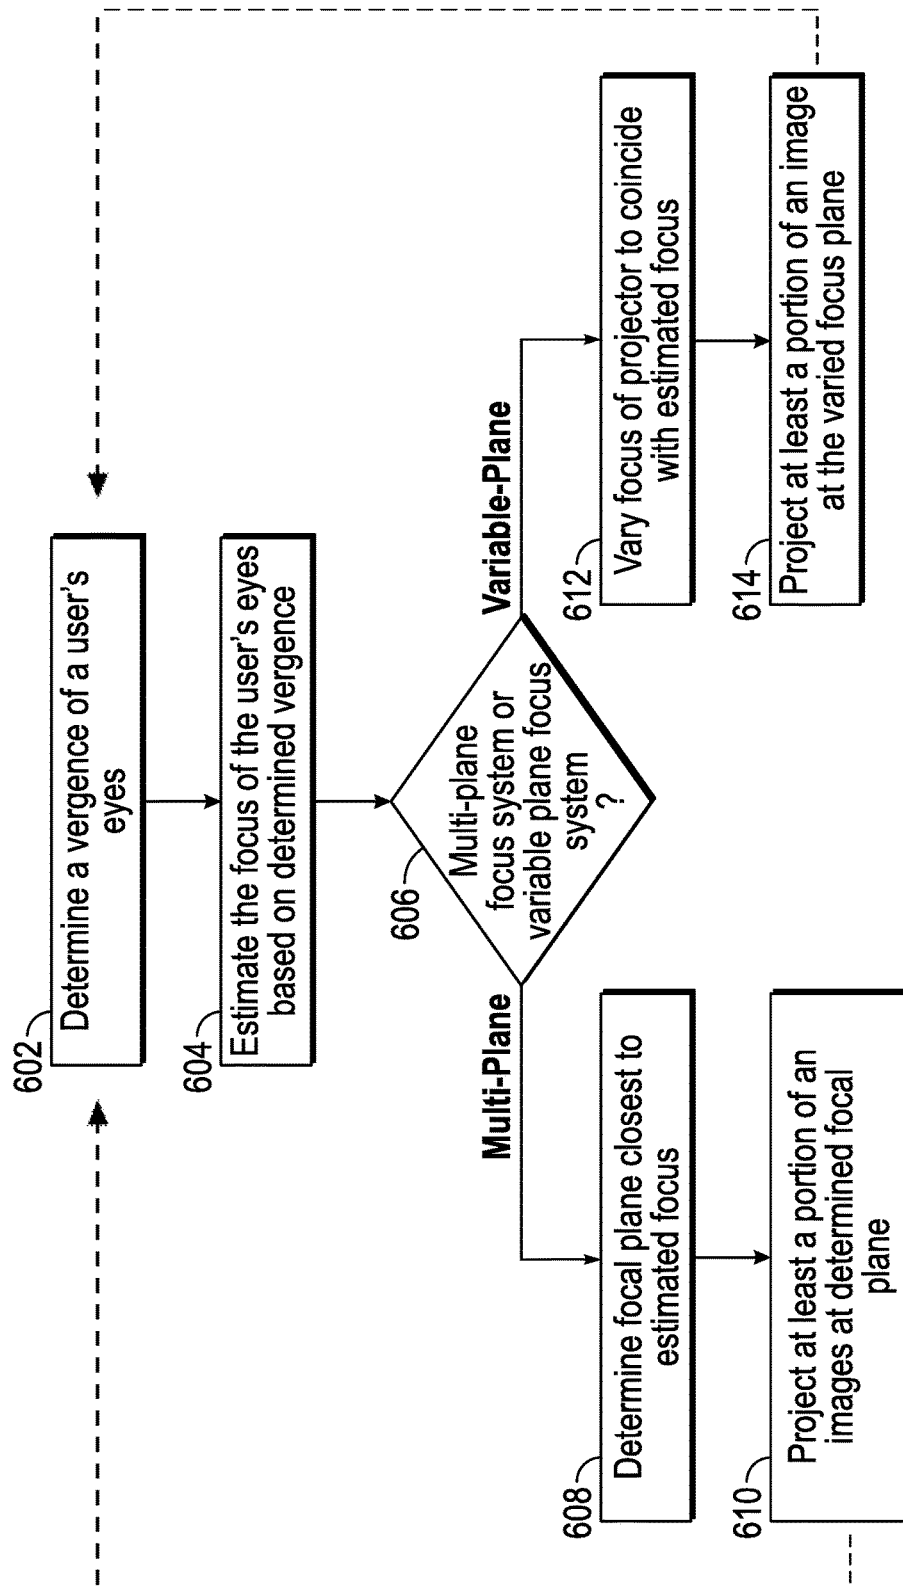 602
Determine a vergence of a user's
eyes
604
Estimate the focus of the user's eyes
based on determined vergence
606
Multi-plane
focus system or
variable plane focus
system
?
Multi-Plane
Variable-Plane
608
Determine focal plane closest to
estimated focus
610
Project at least a portion of an
images at determined focal
plane
612
Vary focus of projector to coincide
with estimated focus
614
Project at least a portion of an image
at the varied focus plane